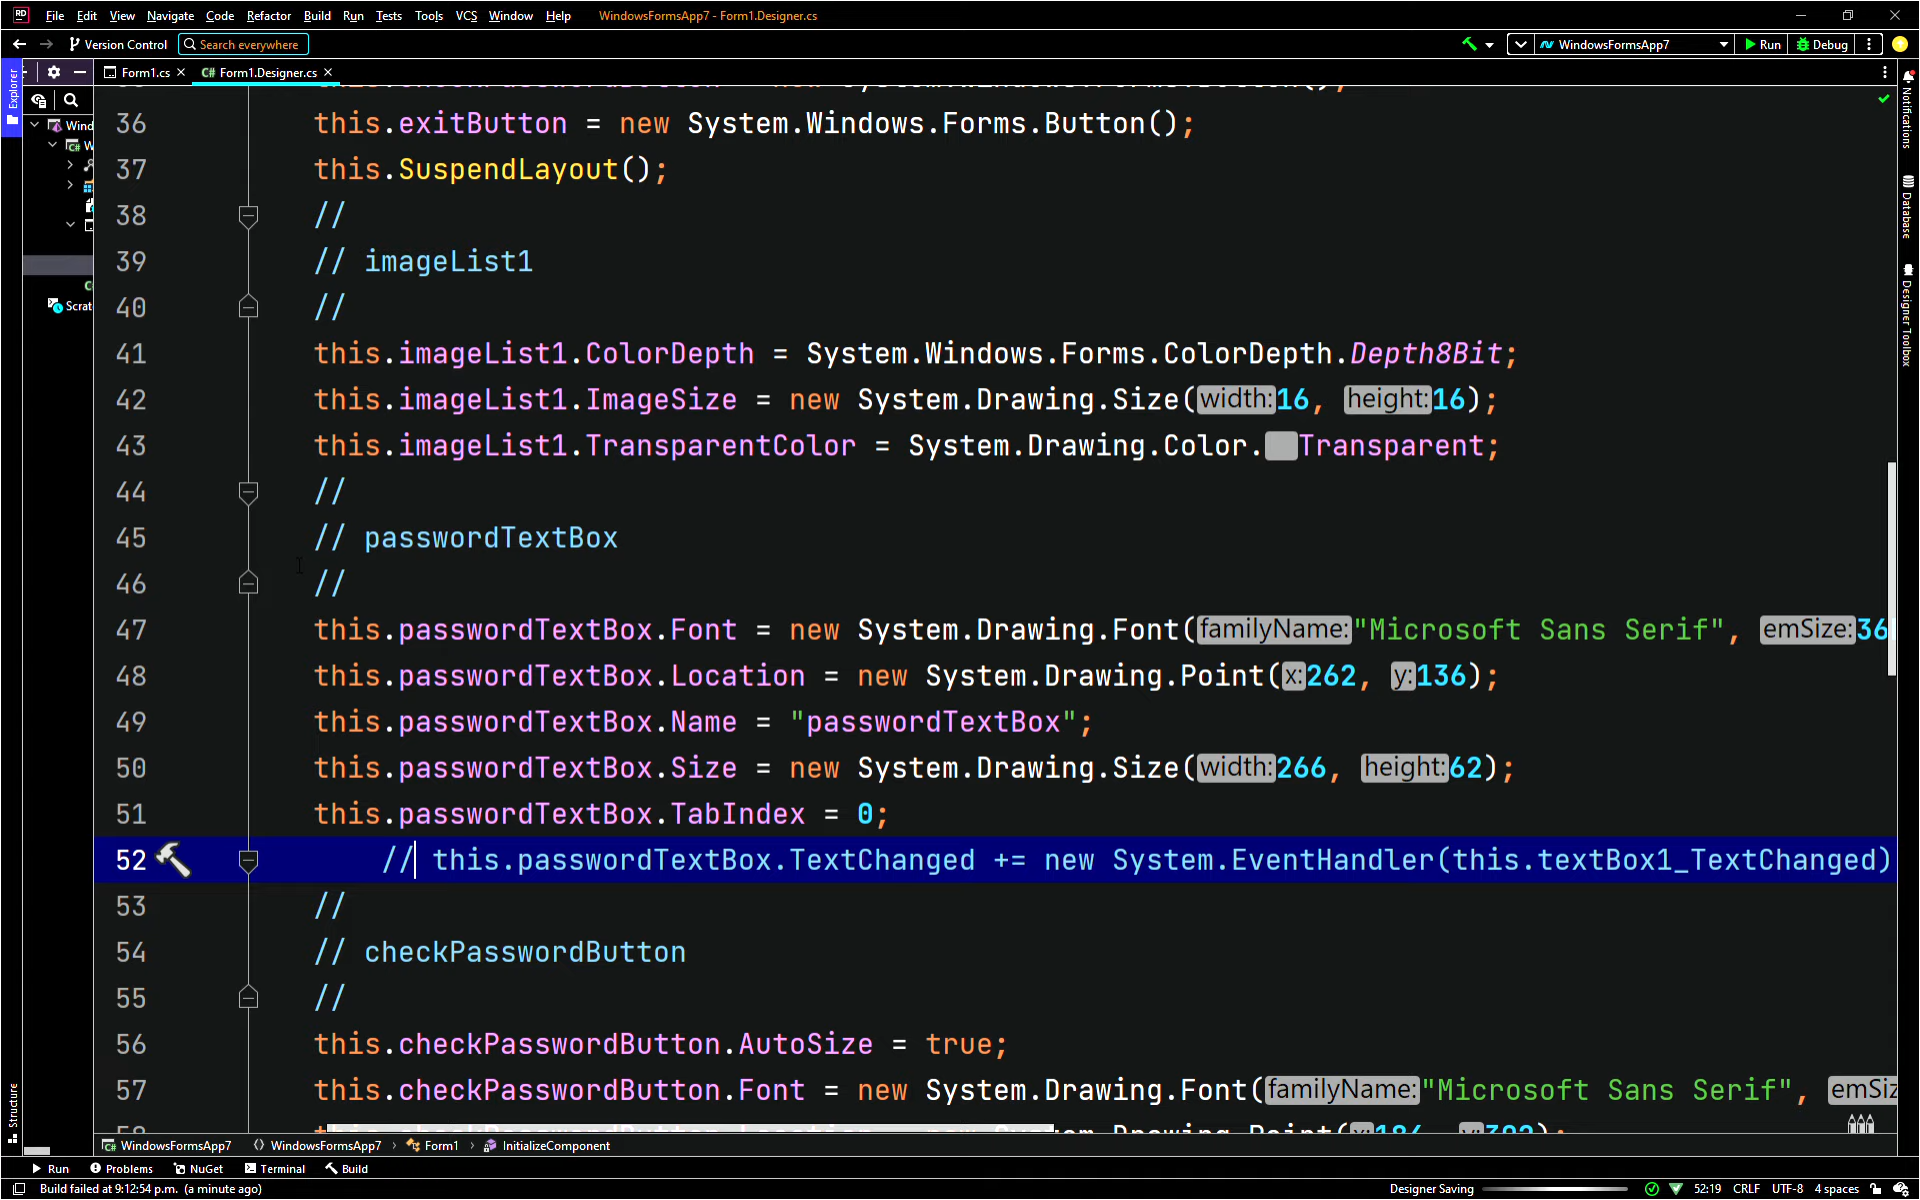 RD File Edit View Navigate Code Refactor Build Run Tests Tools VCS Window Help WindowsFormsApp7 - Form1.Designer.cs
Version Control Search everywhere WindowsFormsApp7 Run Debug
Form1.cs C# Form1.Designer.cs
Explorer
Wind
W
C
Scrat
Structure
Notifications
Database
Designer Toolbox
36 this.exitButton = new System.Windows.Forms.Button();
37 this.SuspendLayout();
38 //
39 // imageList1
40 //
41 this.imageList1.ColorDepth = System.Windows.Forms.ColorDepth.Depth8Bit;
42 this.imageList1.ImageSize = new System.Drawing.Size(width:16, height:16);
43 this.imageList1.TransparentColor = System.Drawing.Color.Transparent;
44 //
45 // passwordTextBox
46 //
47 this.passwordTextBox.Font = new System.Drawing.Font(familyName:"Microsoft Sans Serif", emSize:36
48 this.passwordTextBox.Location = new System.Drawing.Point(x:262, y:136);
49 this.passwordTextBox.Name = "passwordTextBox";
50 this.passwordTextBox.Size = new System.Drawing.Size(width:266, height:62);
51 this.passwordTextBox.TabIndex = 0;
52 // this.passwordTextBox.TextChanged += new System.EventHandler(this.textBox1_TextChanged)
53 //
54 // checkPasswordButton
55 //
56 this.checkPasswordButton.AutoSize = true;
57 this.checkPasswordButton.Font = new System.Drawing.Font(familyName:"Microsoft Sans Serif", emSiz
C# WindowsFormsApp7 WindowsFormsApp7 Form1 InitializeComponent
Run Problems NuGet Terminal Build
Build failed at 9:12:54 p.m. (a minute ago) Designer Saving 52:19 CRLF UTF-8 4 spaces